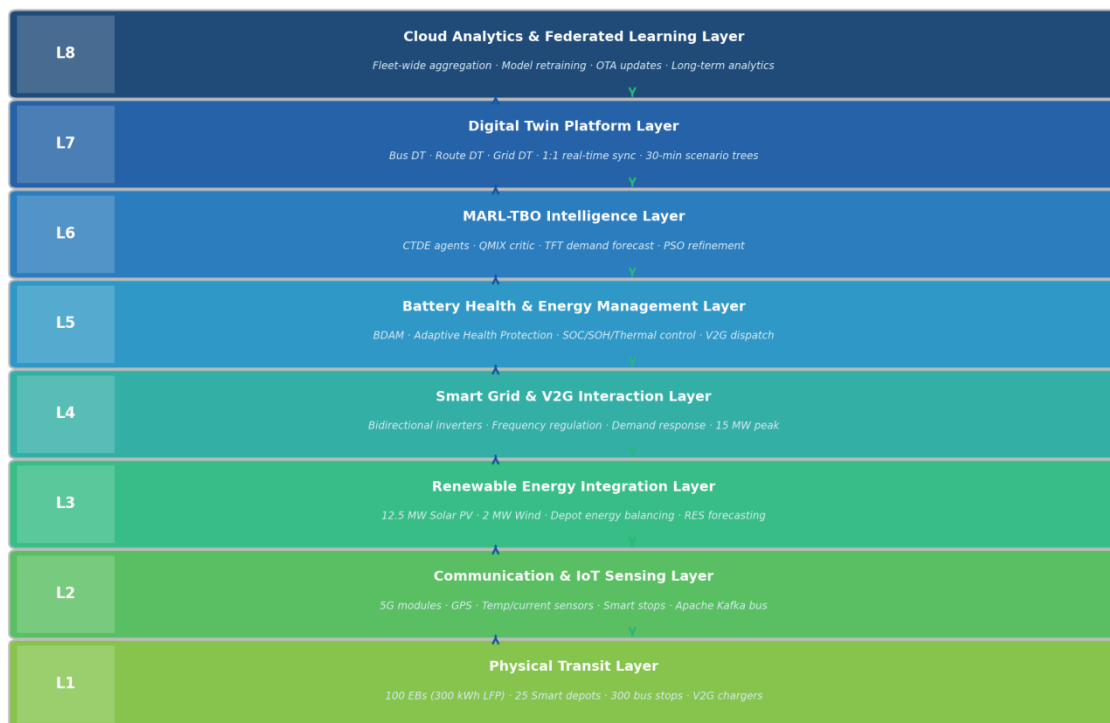 Cloud Analytics & Federated Learning Layer
L8
Fleet-wide aggregation · Model retraining · OTA updates · Long-term analytics
Digital Twin Platform Layer
L7
Bus DT · Route DT · Grid DT · 1:1 real-time sync · 30-min scenario trees
MARL-TBO Intelligence Layer
L6
CTDE agents · QMIX critic · TFT demand forecast · PSO refinement
Battery Health & Energy Management Layer
L5
BDAM · Adaptive Health Protection · SOC/SOH/Thermal control · V2G dispatch
Smart Grid & V2G Interaction Layer
L4
Bidirectional inverters · Frequency regulation · Demand response · 15 MW peak
Renewable Energy Integration Layer
L3
12.5 MW Solar PV · 2 MW Wind · Depot energy balancing · RES forecasting
Communication & IoT Sensing Layer
L2
5G modules · GPS · Temp/current sensors · Smart stops · Apache Kafka bus
Physical Transit Layer
L1
100 EBs (300 kWh LFP) · 25 Smart depots · 300 bus stops · V2G chargers